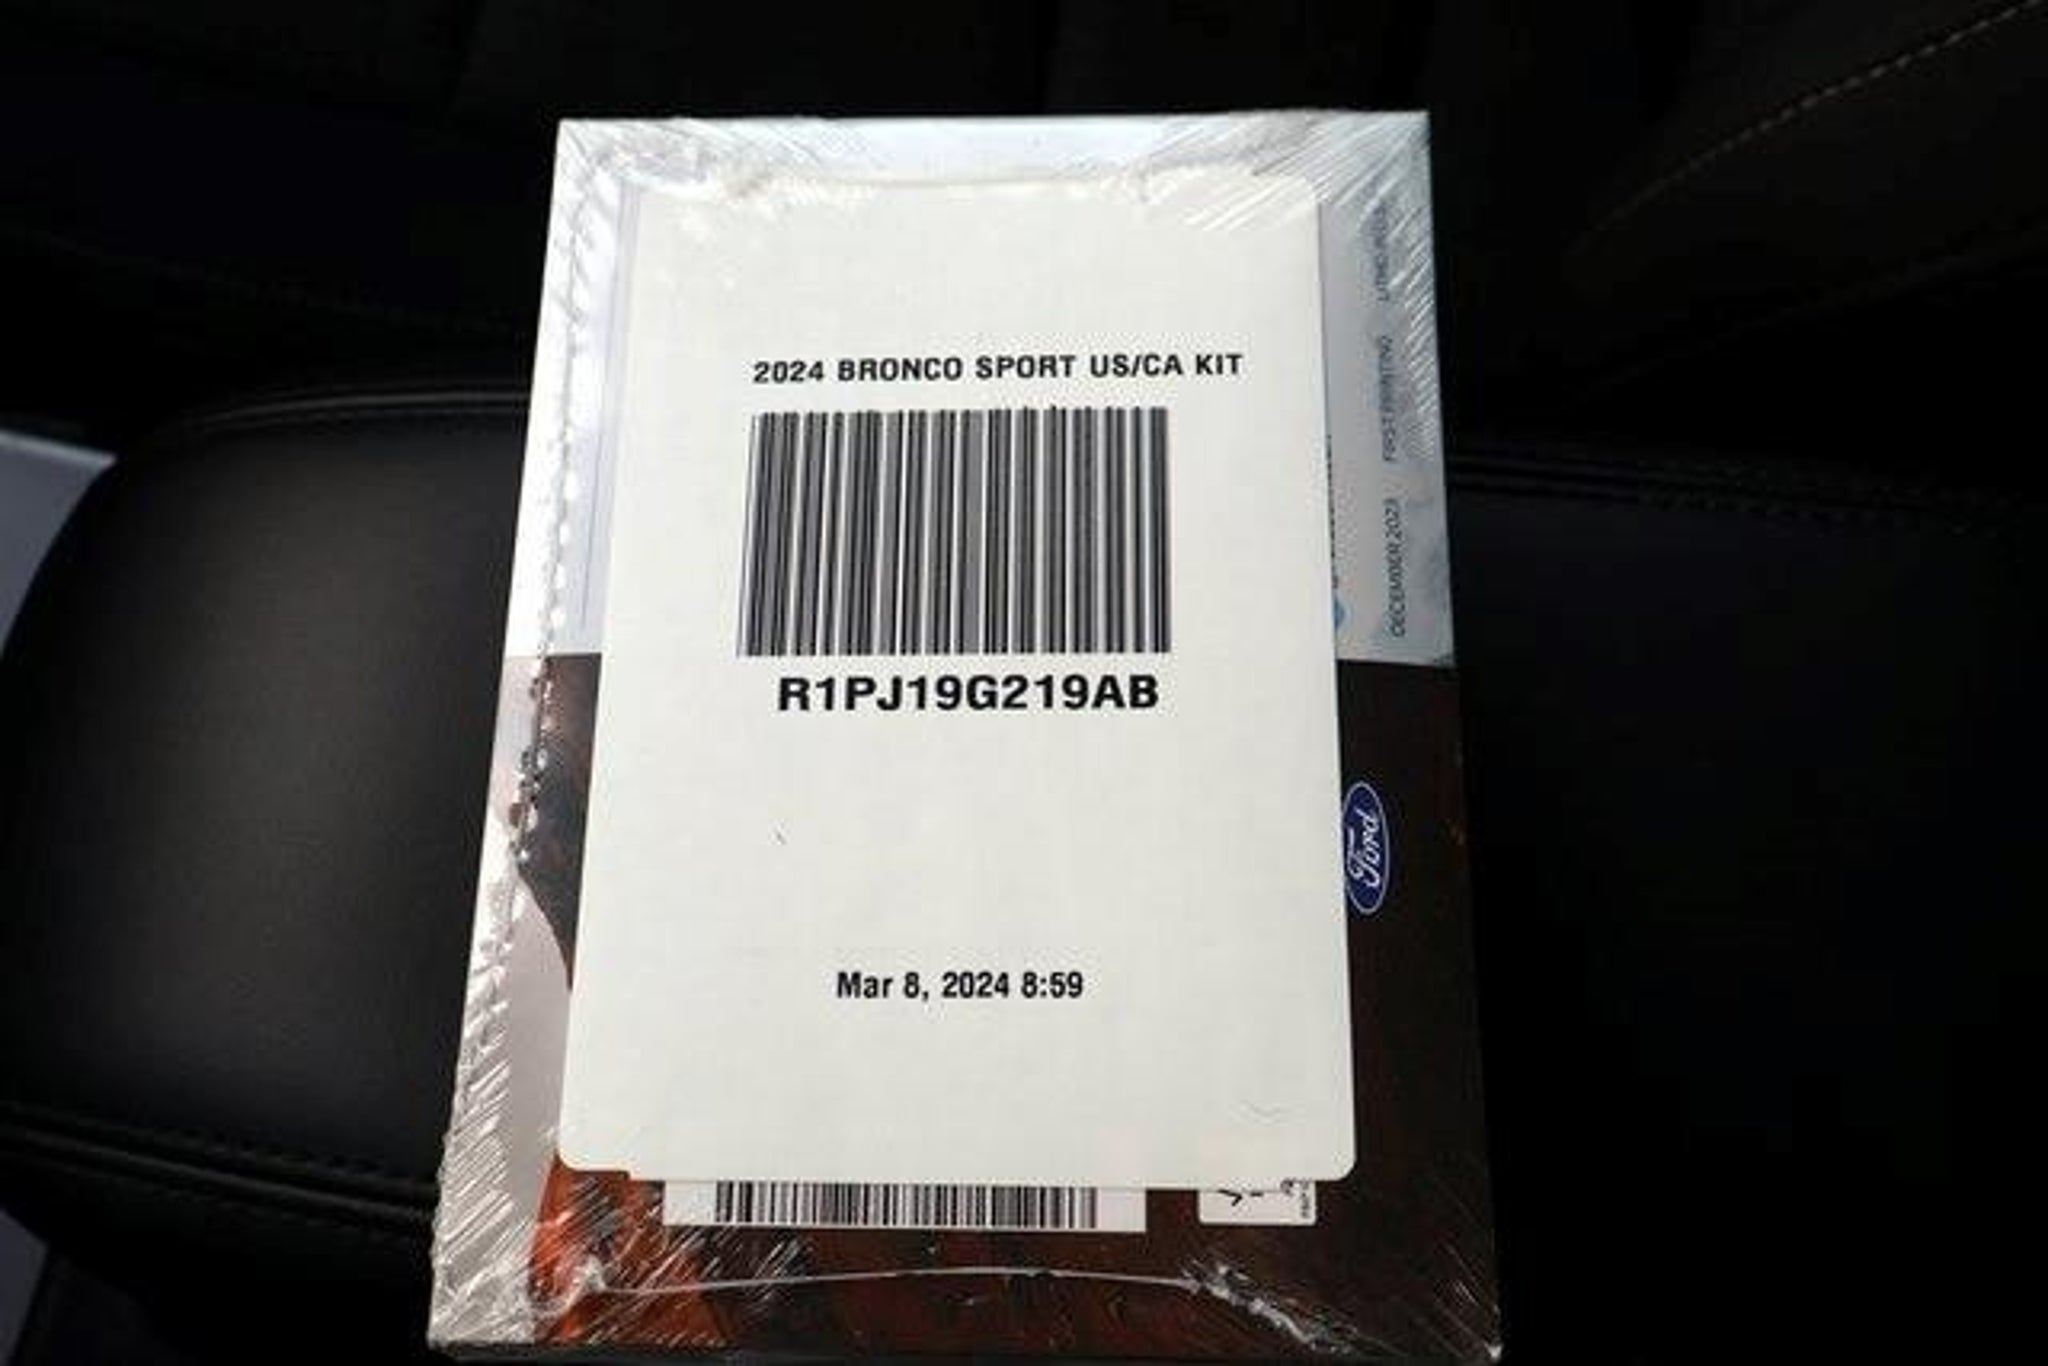 2024 BRONCO SPORT US/CA KIT
R1PJ19G219AB
Mar 8, 2024 8:59
DECEMBER 2023 FIRST PRINTING
Ford